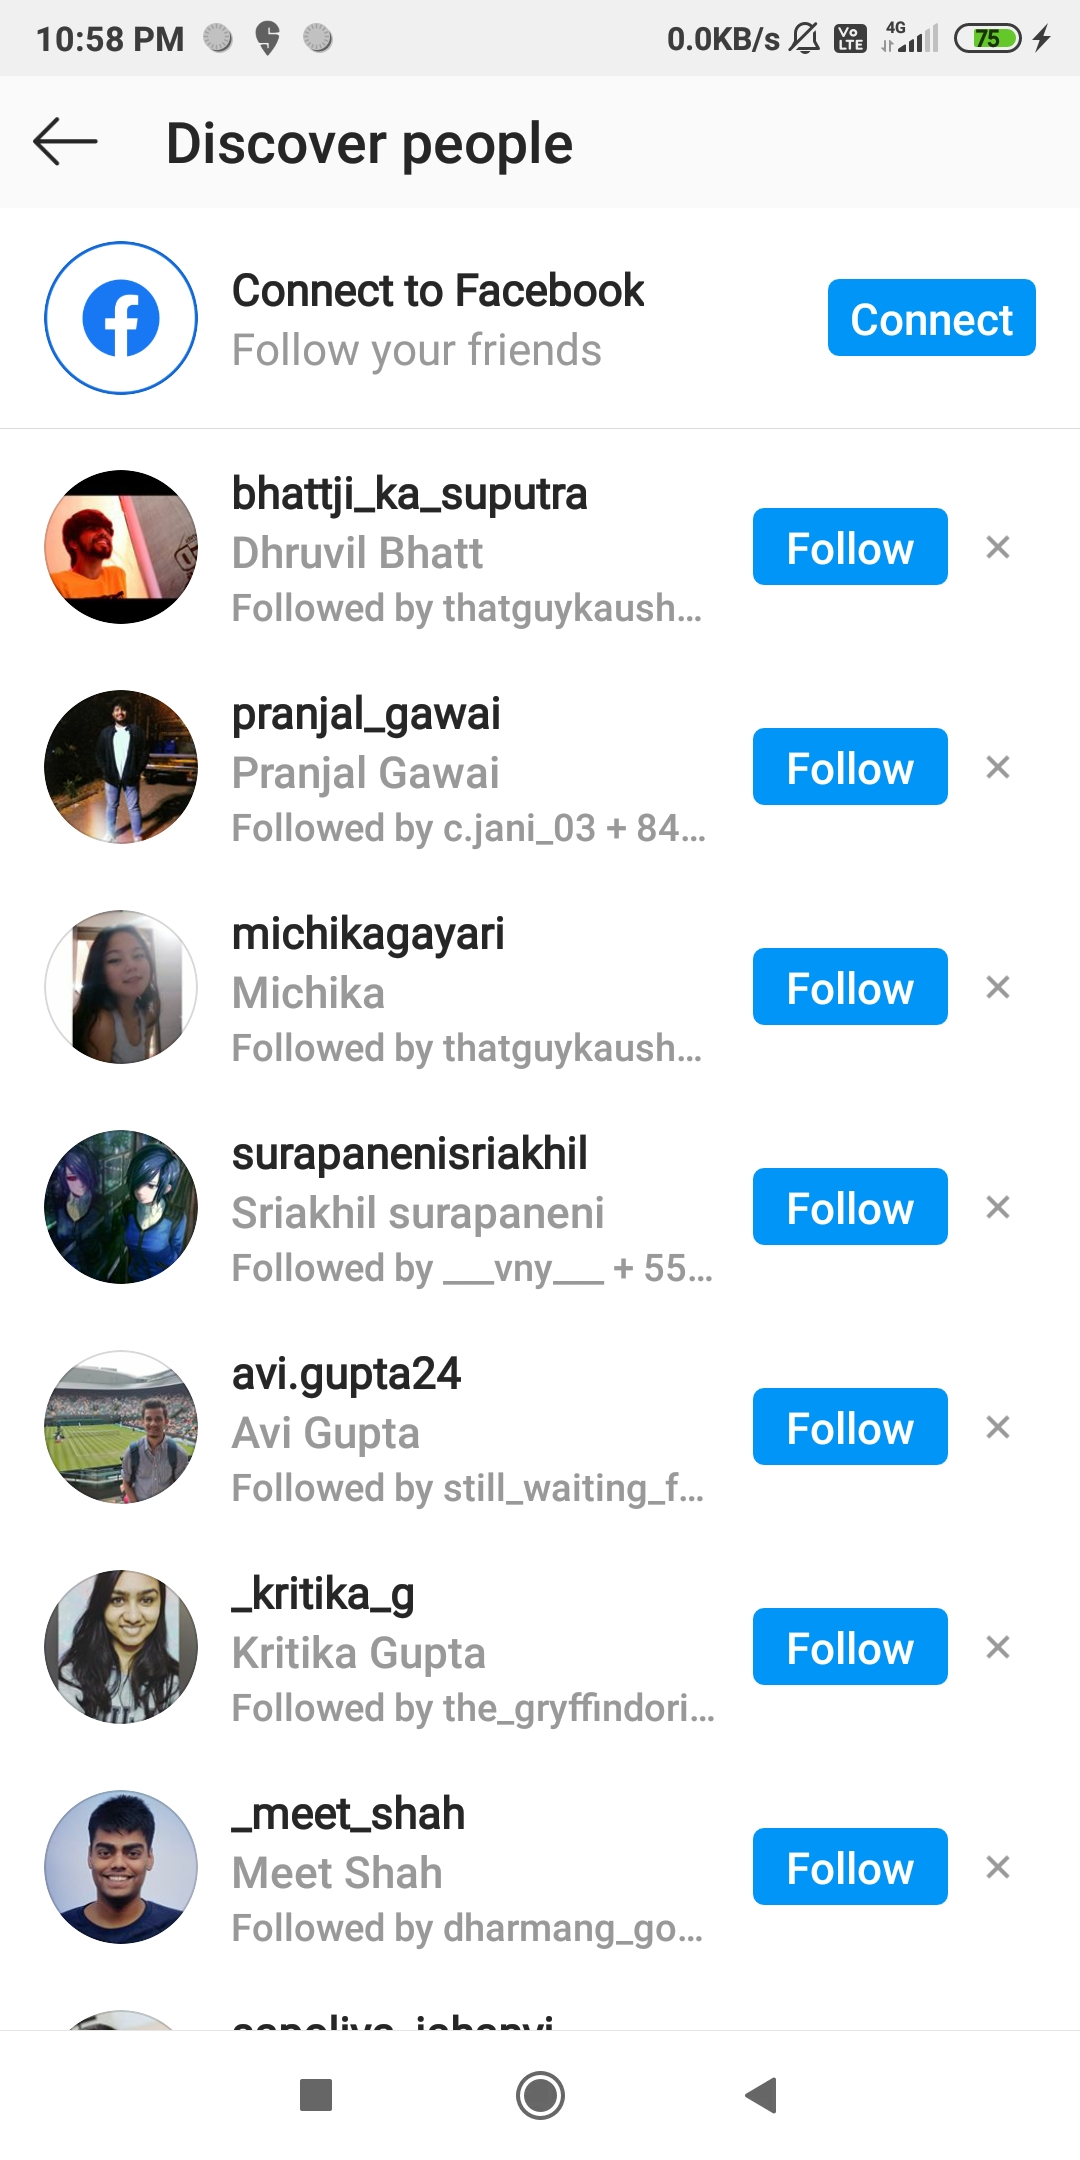 10:58 PM 0.0KB/s Vo LTE 4G 75
Discover people
Connect to Facebook
Follow your friends
Connect
bhattji_ka_suputra
Dhruvil Bhatt
Followed by thatguykaush...
Follow
pranjal_gawai
Pranjal Gawai
Followed by c.jani_03 + 84...
Follow
michikagayari
Michika
Followed by thatguykaush...
Follow
surapanenisriakhil
Sriakhil surapaneni
Followed by ___vny___ + 55...
Follow
avi.gupta24
Avi Gupta
Followed by still_waiting_f...
Follow
_kritika_g
Kritika Gupta
Followed by the_gryffindori...
Follow
_meet_shah
Meet Shah
Followed by dharmang_go...
Follow